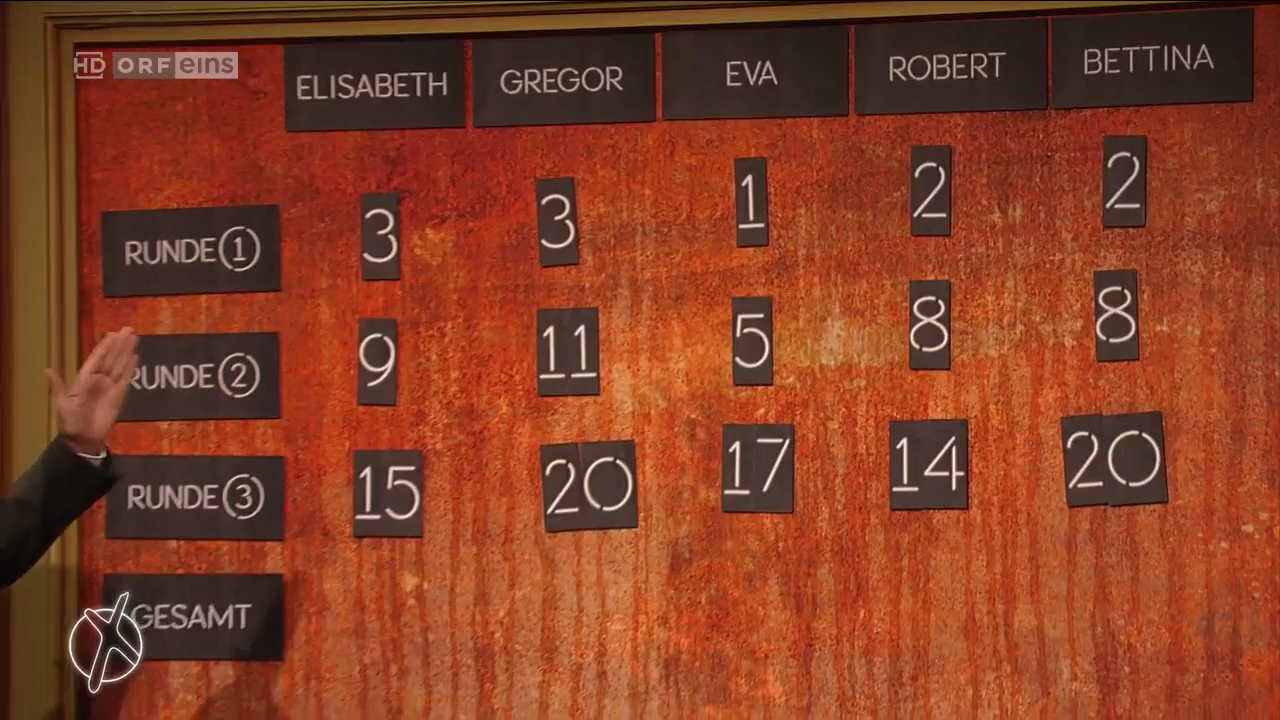 HD ORF eins
ELISABETH GREGOR EVA ROBERT BETTINA
RUNDE 1 3 3 1 2 2
RUNDE 2 9 11 5 8 8
RUNDE 3 15 20 17 14 20
GESAMT